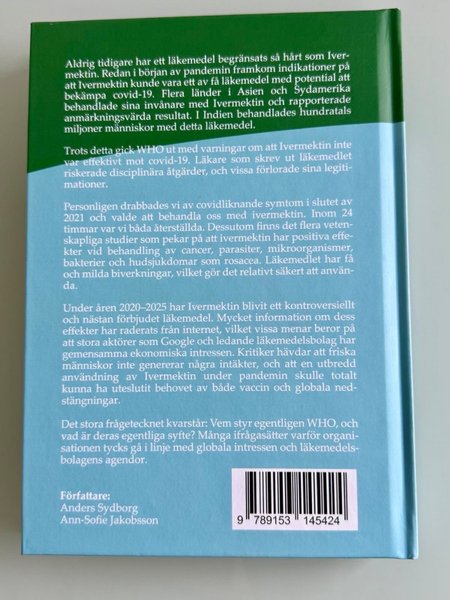 Aldrig tidigare har ett läkemedel begränsats så hårt som Iver-
mektin. Redan i början av pandemin framkom indikationer på
att Ivermektin kunde vara ett av få läkemedel med potential att
bekämpa covid-19. Flera länder i Asien och Sydamerika
behandlade sina invånare med Ivermektin och rapporterade
anmärkningsvärda resultat. I Indien behandlades hundratals
miljoner människor med detta läkemedel.
Trots detta gick WHO ut med varningar om att Ivermektin inte
var effektivt mot covid-19. Läkare som skrev ut läkemedlet
riskerade disciplinära åtgärder, och vissa förlorade sina legiti-
mationer.
Personligen drabbades vi av covidliknande symtom i slutet av
2021 och valde att behandla oss med ivermektin. Inom 24
timmar var vi båda återställda. Dessutom finns det flera veten-
skapliga studier som pekar på att ivermektin har positiva effe-
kter vid behandling av cancer, parasiter, mikroorganismer,
bakterier och hudsjukdomar som rosacea. Läkemedlet har få
och milda biverkningar, vilket gör det relativt säkert att använ-
da.
Under åren 2020–2025 har Ivermektin blivit ett kontroversiellt
och nästan förbjudet läkemedel. Mycket information om dess
effekter har raderats från internet, vilket vissa menar beror på
att stora aktörer som Google och ledande läkemedelsbolag har
gemensamma ekonomiska intressen. Kritiker hävdar att friska
människor inte genererar några intäkter, och att en utbredd
användning av Ivermektin under pandemin skulle totalt
kunna ha uteslutit behovet av både vaccin och globala ned-
stängningar.
Det stora frågetecknet kvarstår: Vem styr egentligen WHO, och
vad är deras egentliga syfte? Många ifrågasätter varför organi-
sationen tycks gå i linje med globala intressen och läkemedels-
bolagens agendor.
Författare:
Anders Sydborg
Ann-Sofie Jakobsson
9 789153 145424